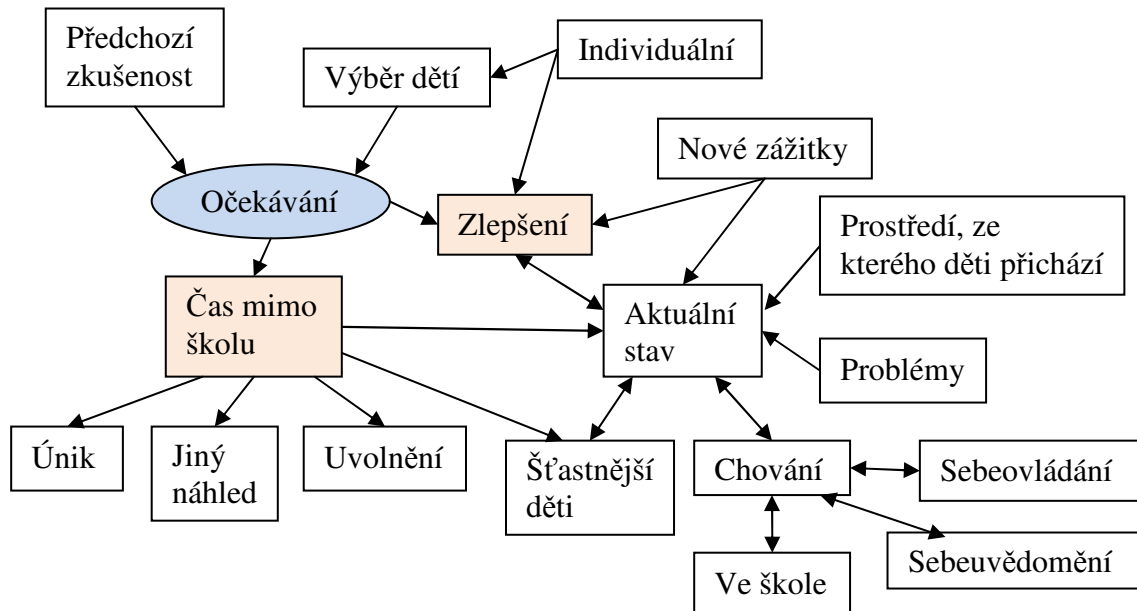 Předchozí
zkušenost
Výběr dětí
Individuální
Nové zážitky
Očekávání
Zlepšení
Prostředí, ze
kterého děti přichází
Čas mimo
školu
Aktuální
stav
Problémy
Únik
Jiný
náhled
Uvolnění
Šťastnější
děti
Chování
Sebeovládání
Sebeuvědomění
Ve škole